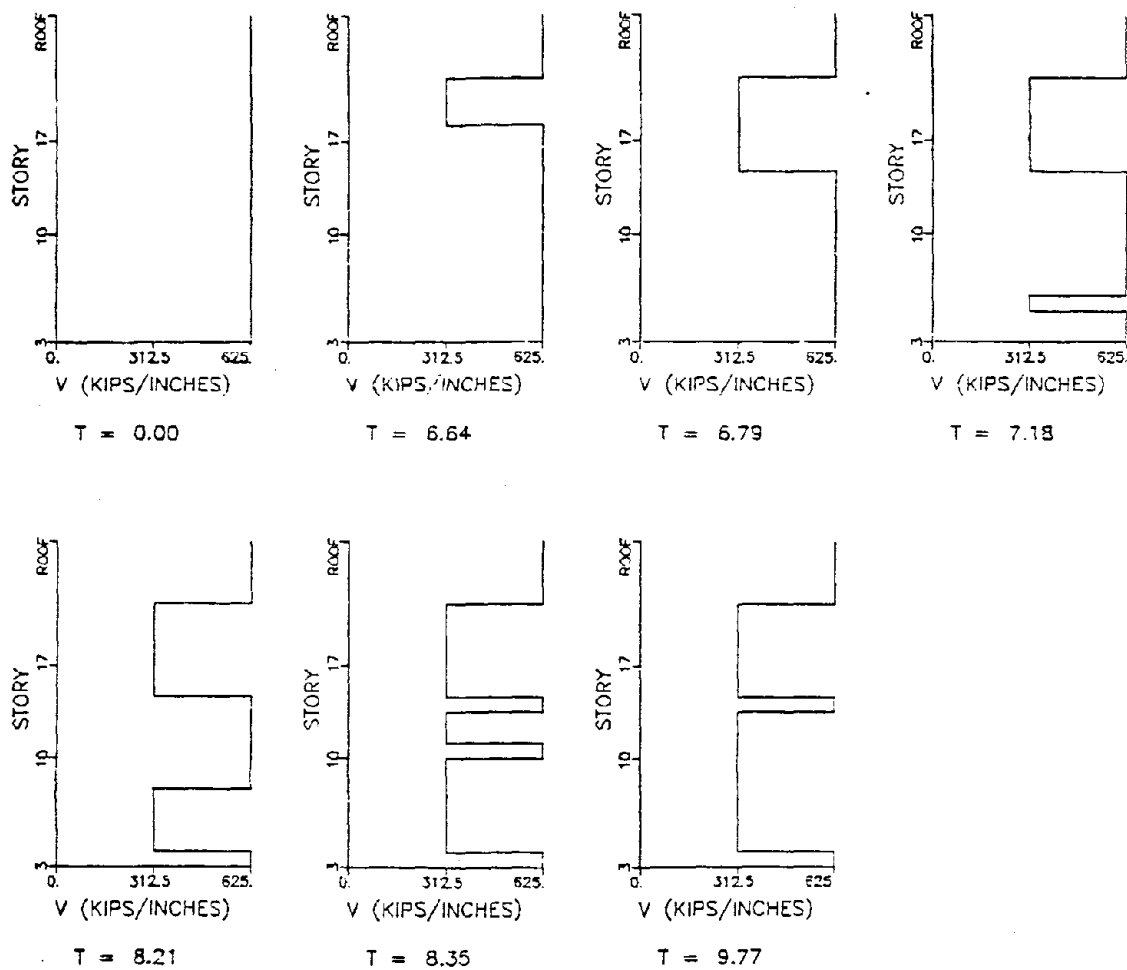 STORY
ROOF
17
10
3
0.
312.5
625.
V (KIPS/INCHES)
T = 0.00
STORY
ROOF
17
10
3
0.
312.5
625.
V (KIPS/INCHES)
T = 6.64
STORY
ROOF
17
10
3
0.
312.5
625.
V (KIPS/INCHES)
T = 6.79
STORY
ROOF
17
10
3
0.
312.5
625.
V (KIPS/INCHES)
T = 7.18
STORY
ROOF
17
10
3
0.
312.5
625.
V (KIPS/INCHES)
T = 8.21
STORY
ROOF
17
10
3
0.
312.5
625.
V (KIPS/INCHES)
T = 8.35
STORY
ROOF
17
10
3
0.
312.5
625.
V (KIPS/INCHES)
T = 9.77